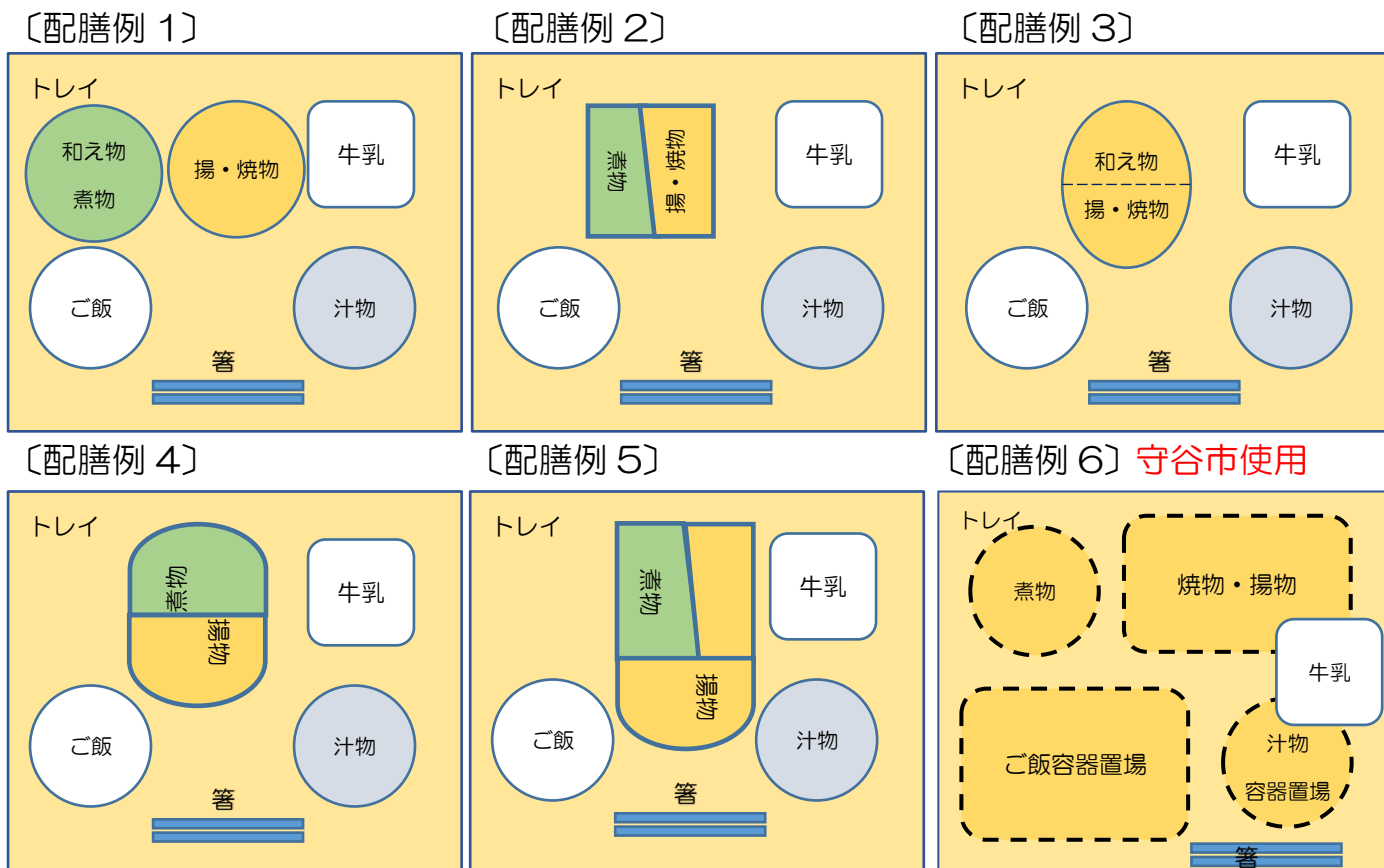 〔配膳例 1〕
トレイ
和え物
煮物
揚・焼物
牛乳
ご飯
汁物
箸
〔配膳例 2〕
煮物
揚・焼物
牛乳
ご飯
汁物
箸
〔配膳例 3〕
トレイ
和え物
揚・焼物
牛乳
ご飯
汁物
箸
〔配膳例 4〕
トレイ
煮物
揚物
牛乳
ご飯
汁物
箸
〔配膳例 5〕
トレイ
煮物
揚物
牛乳
ご飯
汁物
箸
〔配膳例 6〕守谷市使用
トレイ
煮物
焼物・揚物
牛乳
ご飯容器置場
汁物
容器置場
箸